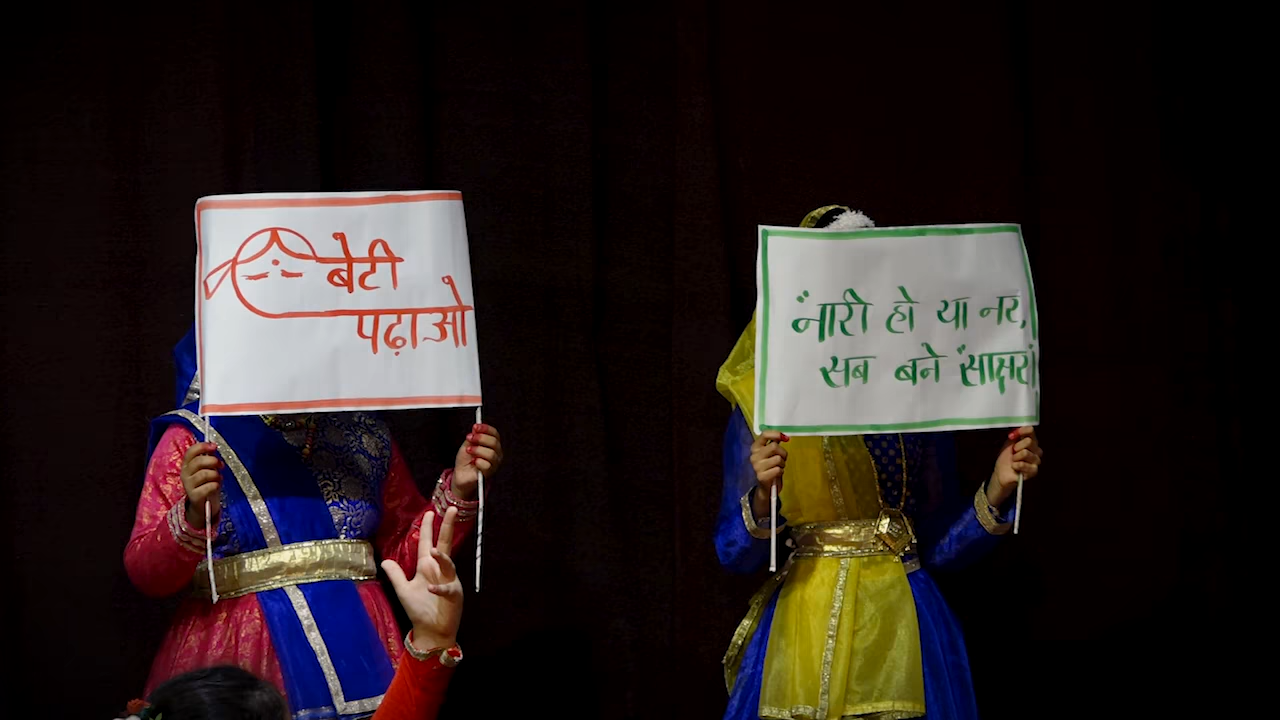 बेटी
पढ़ाओ
नारी हो या नर,
सब बने साक्षर।